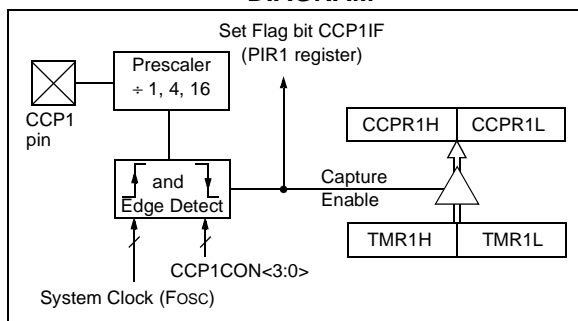 DIAGRAM
Set Flag bit CCP1IF
(PIR1 register)
Prescaler
÷ 1, 4, 16
CCP1
pin
CCPR1H
CCPR1L
and
Edge Detect
Capture
Enable
TMR1H
TMR1L
CCP1CON<3:0>
System Clock (FOSC)